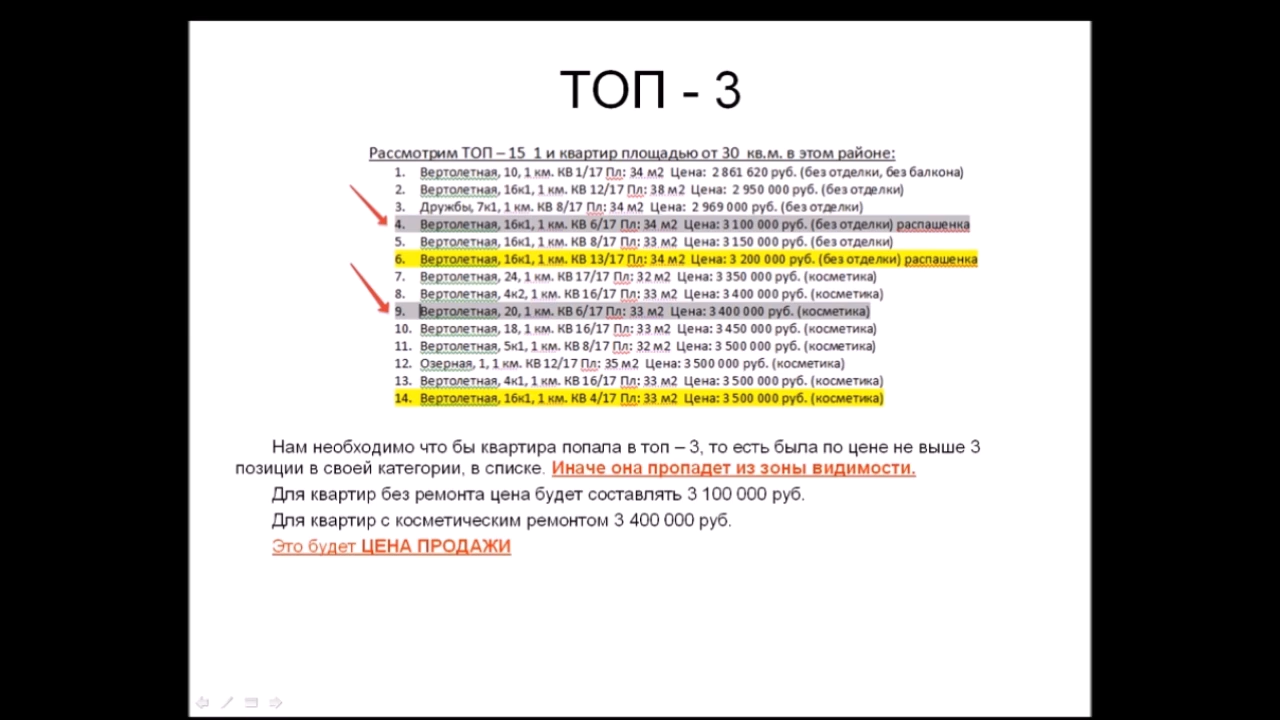 ТОП - 3
Рассмотрим ТОП – 15 1 и квартир площадью от 30 кв.м. в этом районе:
1. Вертолетная, 10, 1 км. КВ 1/17 Пл: 34 м2 Цена: 2 861 620 руб. (без отделки, без балкона)
2. Вертолетная, 16к1, 1 км. КВ 12/17 Пл: 38 м2 Цена: 2 950 000 руб. (без отделки)
3. Дружбы, 7к1, 1 км. КВ 8/17 Пл: 34 м2 Цена: 2 969 000 руб. (без отделки)
4. Вертолетная, 16к1, 1 км. КВ 6/17 Пл: 34 м2 Цена: 3 100 000 руб. (без отделки) распашенка
5. Вертолетная, 16к1, 1 км. КВ 8/17 Пл: 33 м2 Цена: 3 150 000 руб. (без отделки)
6. Вертолетная, 16к1, 1 км. КВ 13/17 Пл: 34 м2 Цена: 3 200 000 руб. (без отделки) распашенка
7. Вертолетная, 24, 1 км. КВ 17/17 Пл: 32 м2 Цена: 3 350 000 руб. (косметика)
8. Вертолетная, 4к2, 1 км. КВ 16/17 Пл: 33 м2 Цена: 3 400 000 руб. (косметика)
9. Вертолетная, 20, 1 км. КВ 6/17 Пл: 33 м2 Цена: 3 400 000 руб. (косметика)
10. Вертолетная, 18, 1 км. КВ 16/17 Пл: 33 м2 Цена: 3 450 000 руб. (косметика)
11. Вертолетная, 5к1, 1 км. КВ 8/17 Пл: 32 м2 Цена: 3 500 000 руб. (косметика)
12. Озерная, 1, 1 км. КВ 12/17 Пл: 35 м2 Цена: 3 500 000 руб. (косметика)
13. Вертолетная, 4к1, 1 км. КВ 16/17 Пл: 33 м2 Цена: 3 500 000 руб. (косметика)
14. Вертолетная, 16к1, 1 км. КВ 4/17 Пл: 33 м2 Цена: 3 500 000 руб. (косметика)
Нам необходимо что бы квартира попала в топ – 3, то есть была по цене не выше 3
позиции в своей категории, в списке. Иначе она пропадет из зоны видимости.
Для квартир без ремонта цена будет составлять 3 100 000 руб.
Для квартир с косметическим ремонтом 3 400 000 руб.
Это будет ЦЕНА ПРОДАЖИ